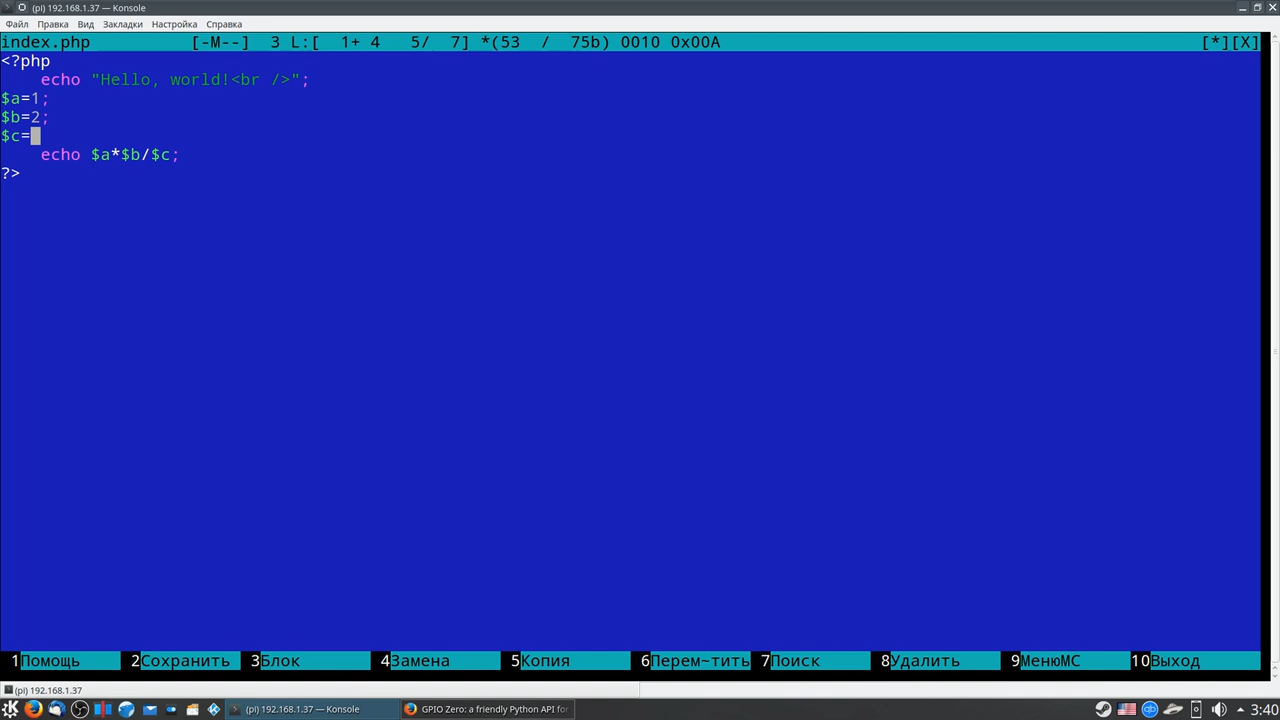 (pi) 192.168.1.37 — Konsole
Файл Правка Вид Закладки Настройка Справка
index.php [-M--] 3 L:[ 1+ 4 5/ 7] *(53 / 75b) 0010 0x00A [*][X]
<?php
echo "Hello, world!<br />";
$a=1;
$b=2;
$c=
echo $a*$b/$c;
?>
1Помощь 2Сохранить 3Блок 4Замена 5Копия 6Перем~тить 7Поиск 8Удалить 9МенюMC 10Выход
(pi) 192.168.1.37
(pi) 192.168.1.37 — Konsole GPIO Zero: a friendly Python API for 3:40